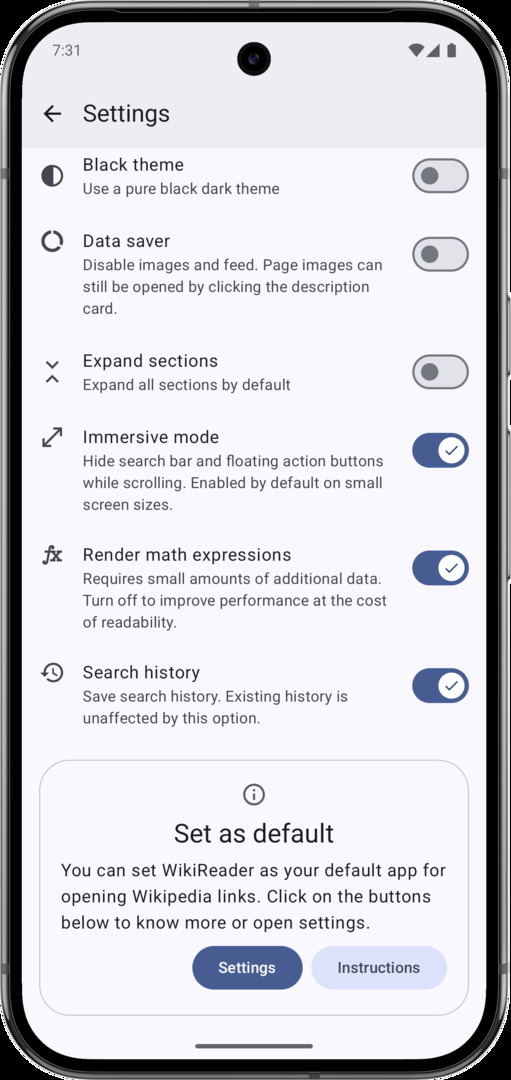 7:31
Settings
Black theme
Use a pure black dark theme
Data saver
Disable images and feed. Page images can
still be opened by clicking the description
card.
Expand sections
Expand all sections by default
Immersive mode
Hide search bar and floating action buttons
while scrolling. Enabled by default on small
screen sizes.
Render math expressions
Requires small amounts of additional data.
Turn off to improve performance at the cost
of readability.
Search history
Save search history. Existing history is
unaffected by this option.
Set as default
You can set WikiReader as your default app for
opening Wikipedia links. Click on the buttons
below to know more or open settings.
Settings Instructions